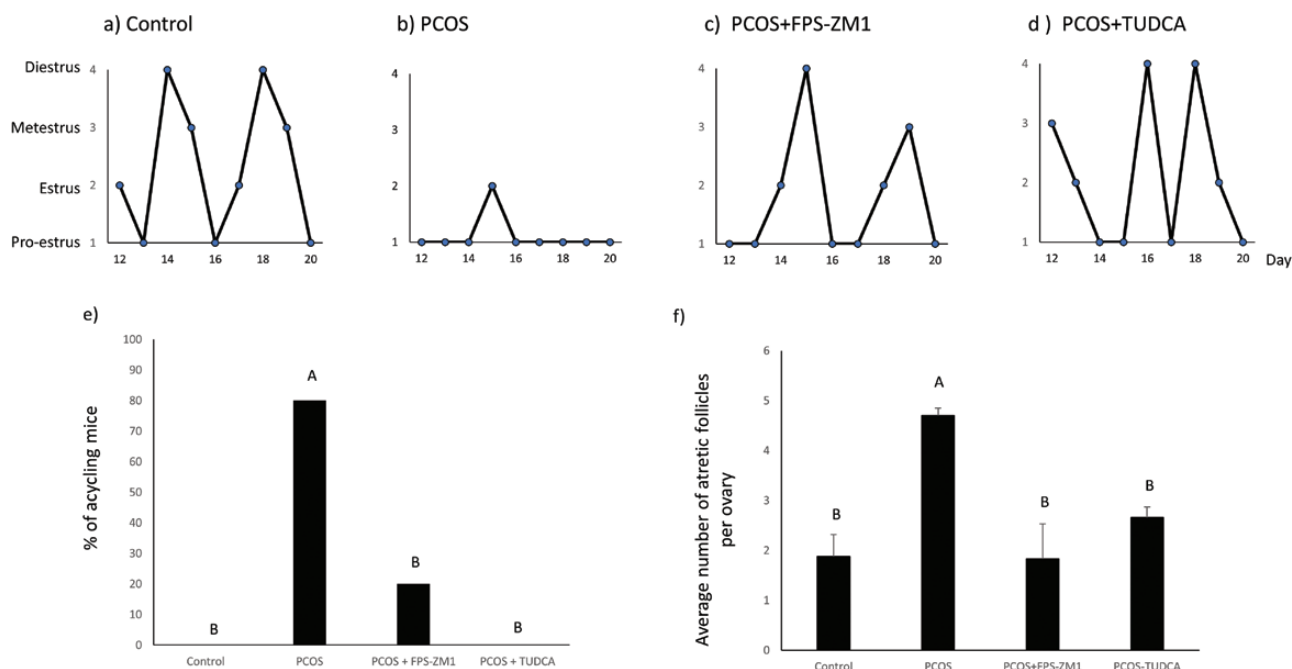 a) Control
b) PCOS
c) PCOS+FPS-ZM1
d ) PCOS+TUDCA
Diestrus
Metestrus
Estrus
Pro-estrus
4
3
2
1
12
14
16
18
20
4
3
2
1
12
14
16
18
20
4
3
2
1
12
14
16
18
20
4
3
2
1
12
14
16
18
20
Day
e)
% of acycling mice
100
90
80
70
60
50
40
30
20
10
0
B
A
B
B
Control
PCOS
PCOS + FPS-ZM1
PCOS + TUDCA
f)
Average number of atretic follicles
per ovary
6
5
4
3
2
1
0
B
A
B
B
Control
PCOS
PCOS+FPS-ZM1
PCOS-TUDCA